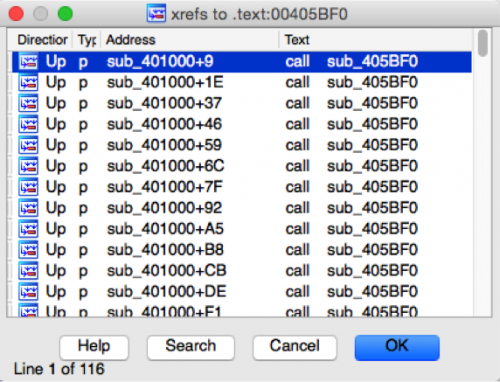 xrefs to .text:00405BF0
Direction Typ Address Text
Up p sub_401000+9 call sub_405BF0
Up p sub_401000+1E call sub_405BF0
Up p sub_401000+37 call sub_405BF0
Up p sub_401000+46 call sub_405BF0
Up p sub_401000+59 call sub_405BF0
Up p sub_401000+6C call sub_405BF0
Up p sub_401000+7F call sub_405BF0
Up p sub_401000+92 call sub_405BF0
Up p sub_401000+A5 call sub_405BF0
Up p sub_401000+B8 call sub_405BF0
Up p sub_401000+CB call sub_405BF0
Up p sub_401000+DE call sub_405BF0
Up p sub_401000+F1 call sub_405BF0
Help Search Cancel OK
Line 1 of 116